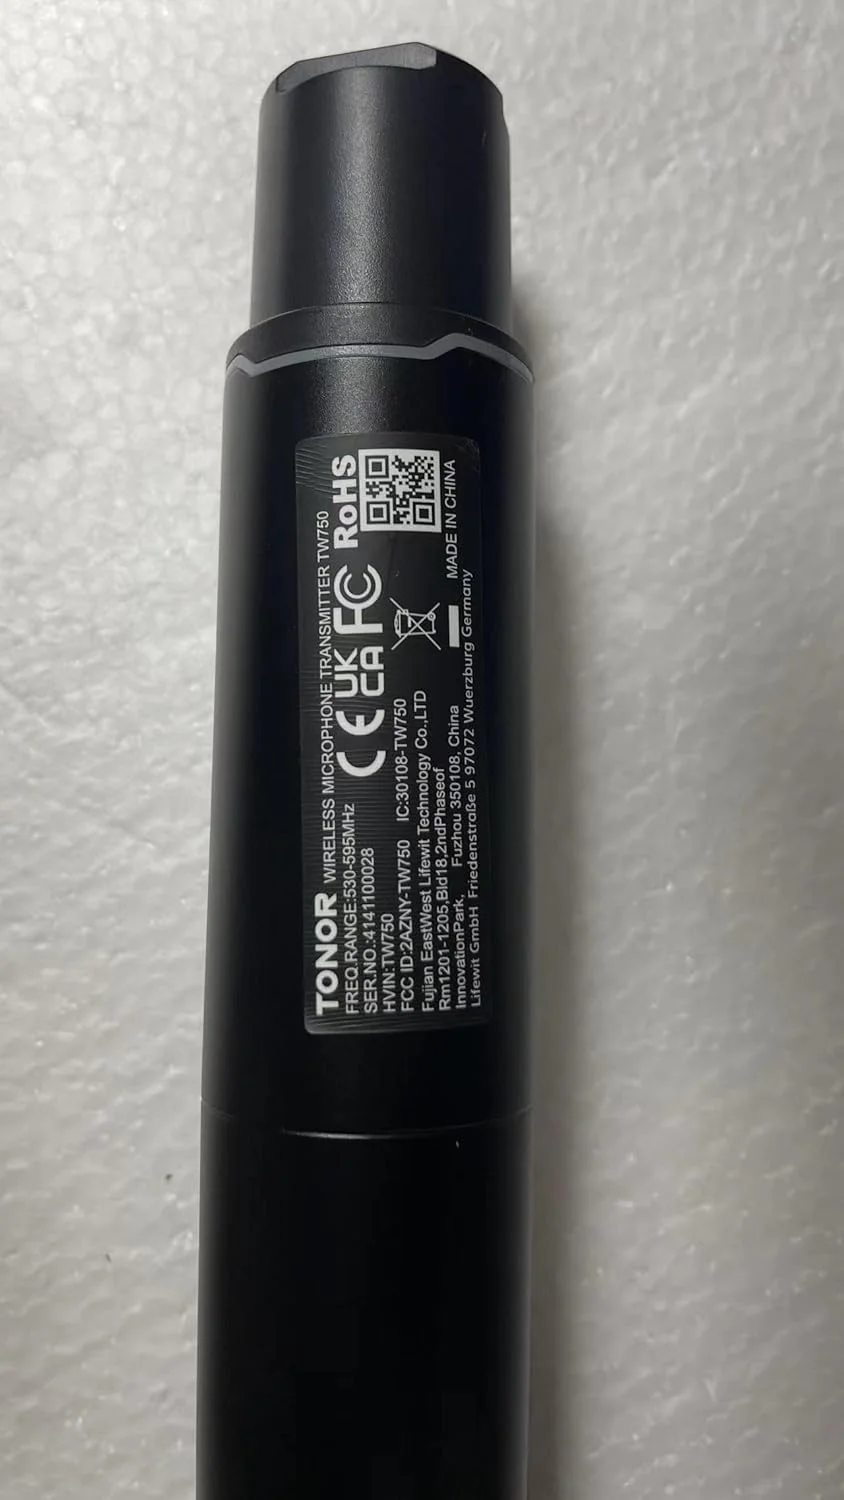 TONOR WIRELESS MICROPHONE TRANSMITTER TW750
FREQ.RANGE:530-595MHz
SER.NO.:4141100028
HVIN:TW750
FCC ID:2AZNY-TW750 IC:30108-TW750
CE UK CA FC RoHS
Fujian EastWest Lifewit Technology Co.,LTD
Rm1201-1205,Bld18,2ndPhaseof
InnovationPark, Fuzhou 350108, China
MADE IN CHINA
Lifewit GmbH Friedenstraße 5 97072 Wuerzburg Germany